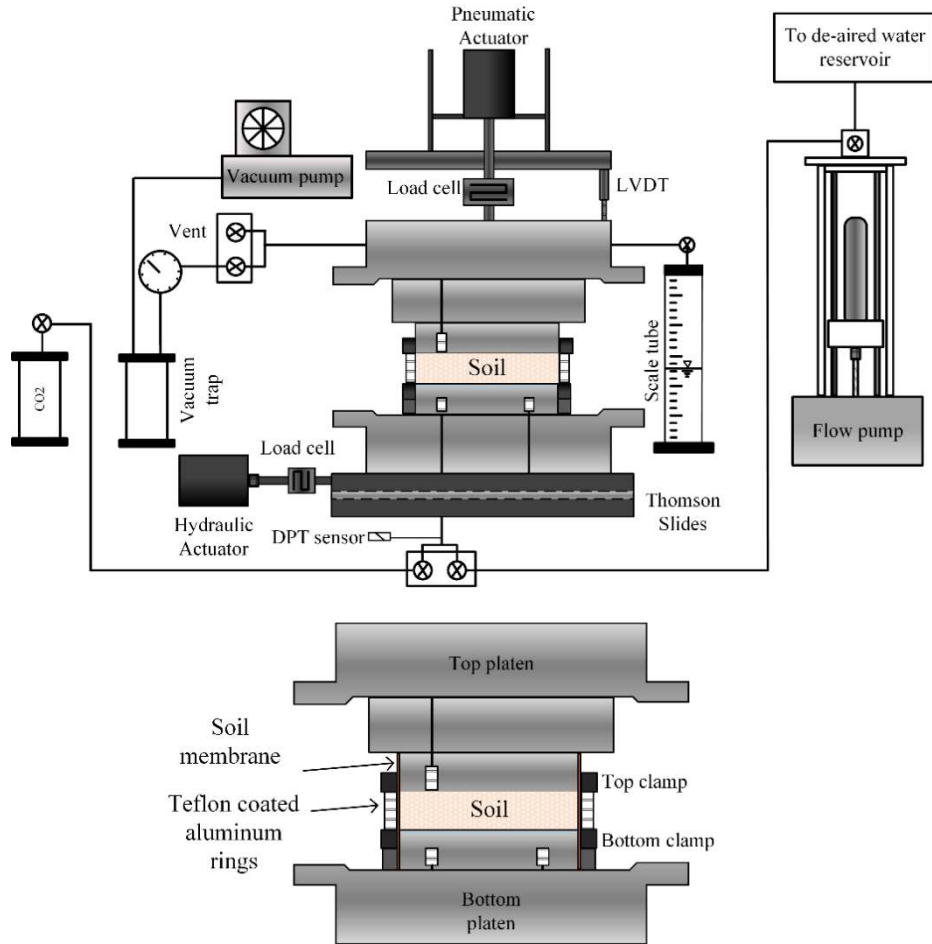 Pneumatic
Actuator
To de-aired water
reservoir
Vacuum pump
Load cell
LVDT
Vent
Soil
Scale tube
CO2
Vacuum
trap
Flow pump
Load cell
Hydraulic
Actuator
Thomson
Slides
DPT sensor
Top platen
Soil
membrane
Top clamp
Teflon coated
aluminum
rings
Soil
Bottom clamp
Bottom
platen